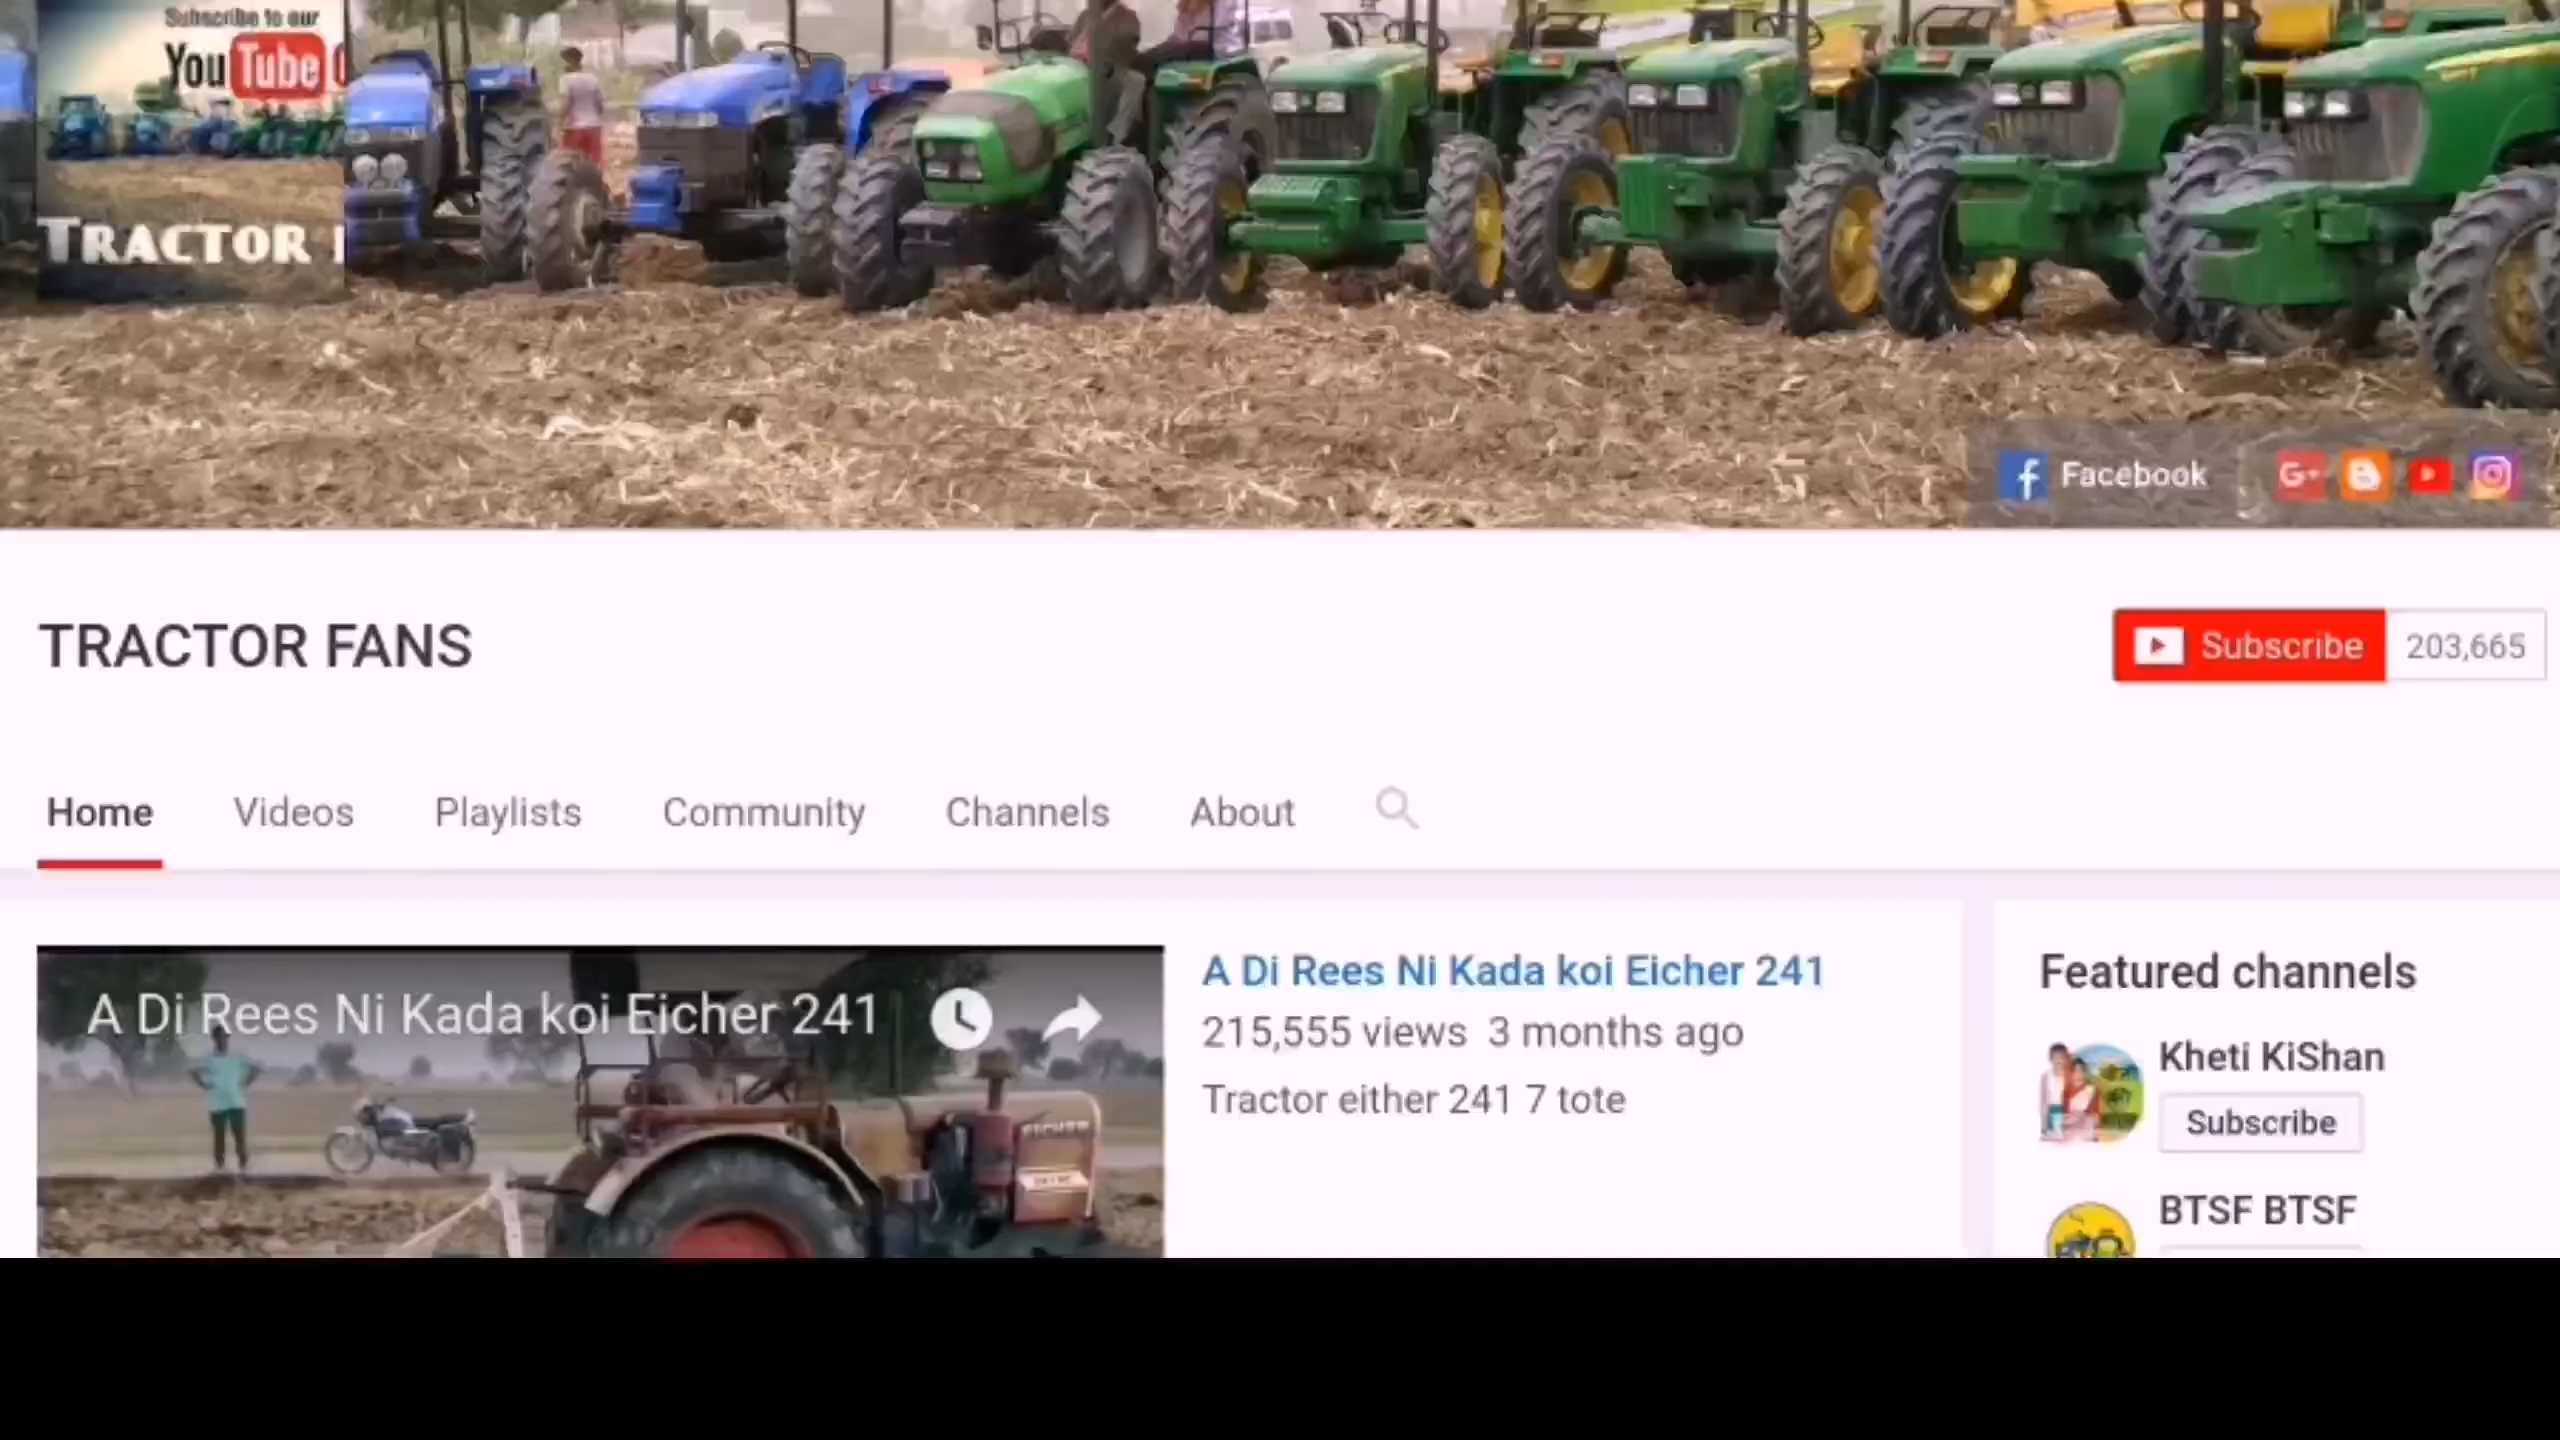 Subscribe to our
YouTube
TRACTOR
Facebook
G+
TRACTOR FANS
Subscribe 203,665
Home Videos Playlists Community Channels About
A Di Rees Ni Kada koi Eicher 241
A Di Rees Ni Kada koi Eicher 241
215,555 views 3 months ago
Tractor either 241 7 tote
EICHER
Featured channels
Kheti KiShan
Subscribe
BTSF BTSF